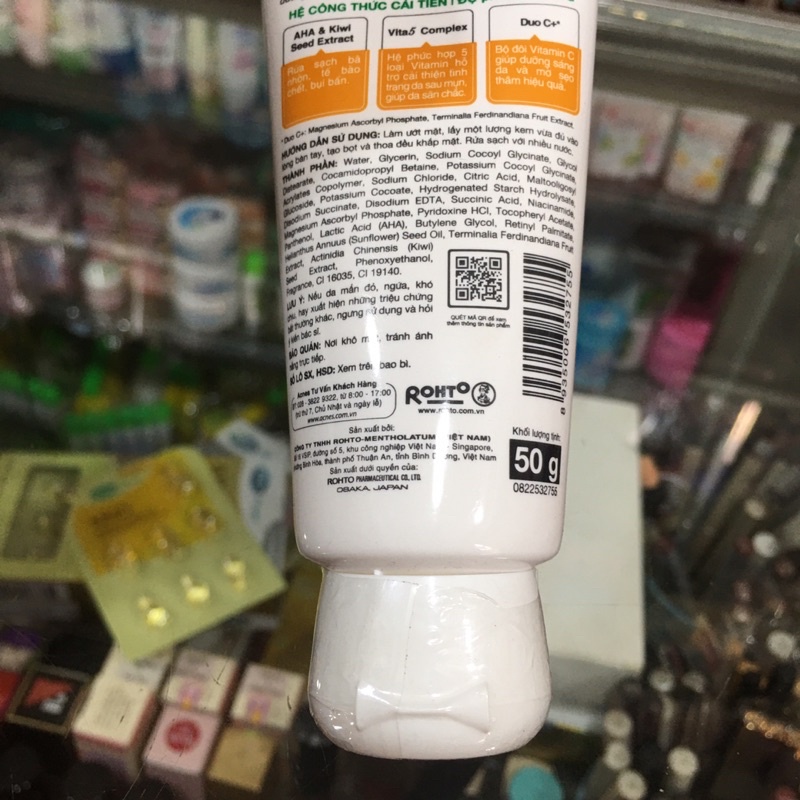 HỆ CÔNG THỨC CẢI TIẾN
AHA & Kiwi
Seed Extract
Rửa sạch bã
nhờn, tế bào
chết, bụi bẩn.
Vita5 Complex
Hệ phức hợp 5
loại Vitamin hỗ
trợ cải thiện tình
trạng da sau mụn,
giúp da săn chắc.
Duo C+*
Bộ đôi Vitamin C
giúp dưỡng sáng
da và mờ sẹo
thâm hiệu quả.
* Duo C+: Magnesium Ascorbyl Phosphate, Terminalia Ferdinandiana Fruit Extract
HƯỚNG DẪN SỬ DỤNG: Làm ướt mặt, lấy một lượng kem vừa đủ vào
lòng bàn tay, tạo bọt và thoa đều khắp mặt. Rửa sạch với nhiều nước.
THÀNH PHẦN: Water, Glycerin, Sodium Cocoyl Glycinate, Glycol
Distearate, Cocamidopropyl Betaine, Potassium Cocoyl Glycinate,
Acrylates Copolymer, Sodium Chloride, Citric Acid, Maltooligosyl
Glucoside, Potassium Cocoate, Hydrogenated Starch Hydrolysate,
Disodium Succinate, Disodium EDTA, Succinic Acid, Niacinamide,
Magnesium Ascorbyl Phosphate, Pyridoxine HCl, Tocopheryl Acetate,
Panthenol, Lactic Acid (AHA), Butylene Glycol, Retinyl Palmitate,
Helianthus Annuus (Sunflower) Seed Oil, Terminalia Ferdinandiana Fruit
Extract, Actinidia Chinensis (Kiwi)
Seed Extract, Phenoxyethanol,
Fragrance, CI 16035, CI 19140.
LƯU Ý: Nếu da mẩn đỏ, ngứa, khó
chịu, hay xuất hiện những triệu chứng
bất thường khác, ngưng sử dụng và hỏi
ý kiến bác sĩ.
BẢO QUẢN: Nơi khô mát, tránh ánh
nắng trực tiếp.
SỐ LÔ SX, HSD: Xem trên bao bì.
QUÉT MÃ QR để xem
thêm thông tin sản phẩm
8 935006 532755
Acnes Tư Vấn Khách Hàng
028 - 3822 9322, từ 8:00 - 17:00
(trừ thứ 7, Chủ Nhật và ngày lễ)
www.acnes.com.vn
ROHTO
www.rohto.com.vn
Sản xuất bởi:
CÔNG TY TNHH ROHTO-MENTHOLATUM (VIỆT NAM)
Số 16 VSIP, đường số 5, khu công nghiệp Việt Nam - Singapore,
phường Bình Hòa, thành phố Thuận An, tỉnh Bình Dương, Việt Nam
Sản xuất dưới quyền của:
ROHTO PHARMACEUTICAL CO., LTD.
OSAKA, JAPAN
Khối lượng tịnh:
50 g
0822532755